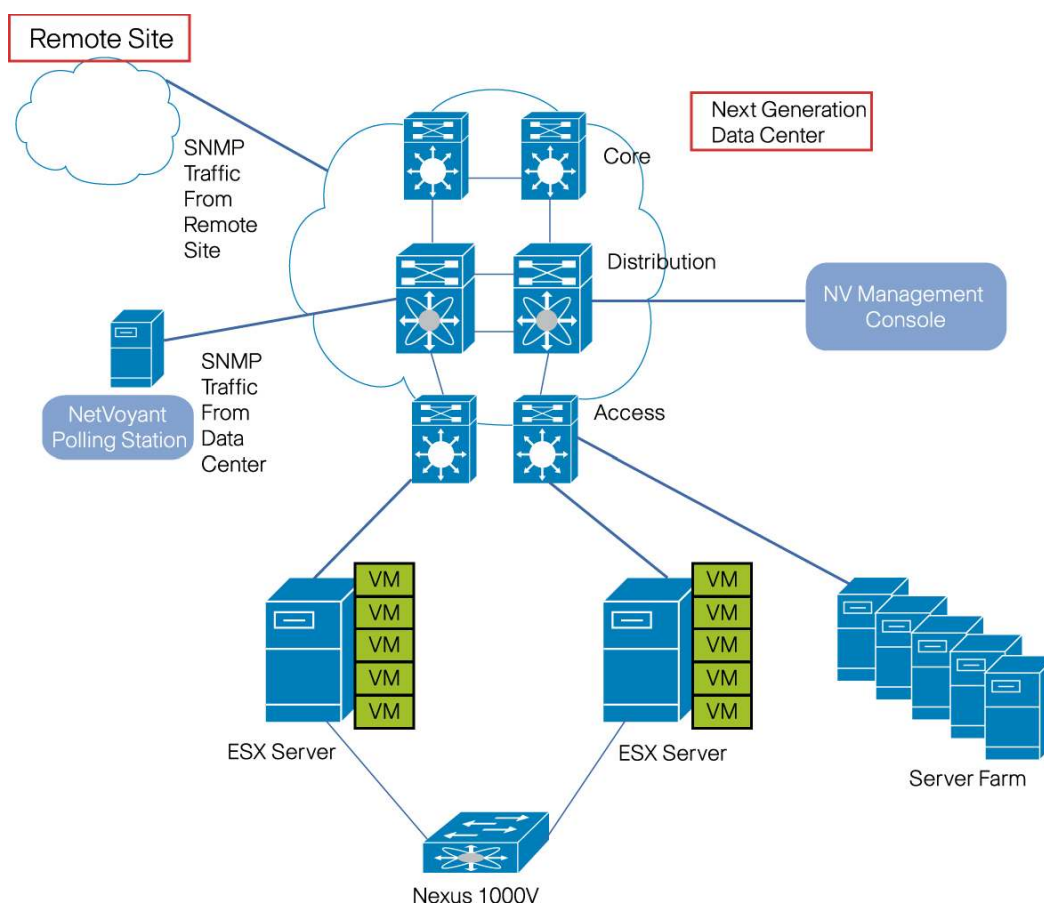 Remote Site
Next Generation
Data Center
Core
SNMP
Traffic
From
Remote
Site
Distribution
NV Management
Console
SNMP
Traffic
From
Data
Center
NetVoyant
Polling Station
Access
VM
VM
VM
VM
VM
VM
VM
VM
VM
VM
ESX Server
ESX Server
Server Farm
Nexus 1000V